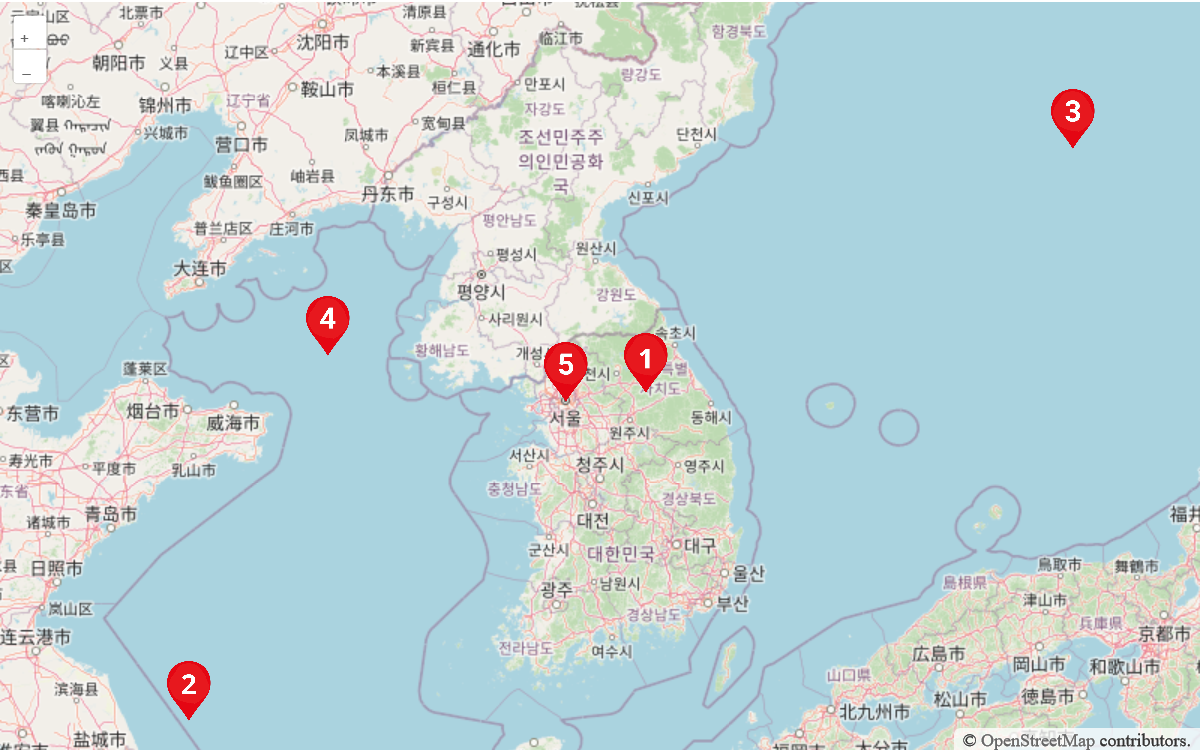 北票市
清原县
함경북도
沈阳市
新宾县
通化市
临江市
辽中区
朝阳市
义县
本溪县
만포시
량강도
鞍山市
桓仁县
喀喇沁左
翼县
锦州市
辽宁省
자강도
宽甸县
兴城市
凤城市
营口市
조선민주주
의인민공화
국
단천시
鲅鱼圈区
岫岩县
丹东市
구성시
신포시
秦皇岛市
普兰店区
庄河市
평안남도
乐亭县
평성시
원산시
大连市
평양시
강원도
사리원시
속초시
황해남도
개성
천시
특별
자치도
蓬莱区
东营市
烟台市
威海市
서울
원주시
동해시
寿光市
平度市
乳山市
서산시
청주시
영주시
东省
충청남도
경상북도
诸城市
青岛市
대전
福井
군산시
대한민국
대구
日照市
광주
남원시
울산
鳥取市
舞鶴市
島根県
岚山区
경상남도
부산
津山市
兵庫県
连云港市
전라남도
여수시
京都市
広島市
岡山市
和歌山市
滨海县
山口県
松山市
徳島市
北九州市
盐城市
+
−
1
2
3
4
5
© OpenStreetMap contributors.